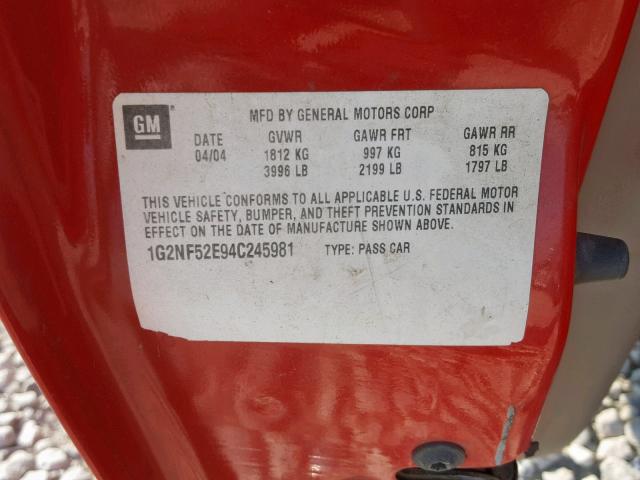 GM
MFD BY GENERAL MOTORS CORP
DATE GVWR GAWR FRT GAWR RR
04/04 1812 KG 997 KG 815 KG
3996 LB 2199 LB 1797 LB
THIS VEHICLE CONFORMS TO ALL APPLICABLE U.S. FEDERAL MOTOR
VEHICLE SAFETY, BUMPER, AND THEFT PREVENTION STANDARDS IN
EFFECT ON THE DATE OF MANUFACTURE SHOWN ABOVE.
1G2NF52E94C245981 TYPE: PASS CAR